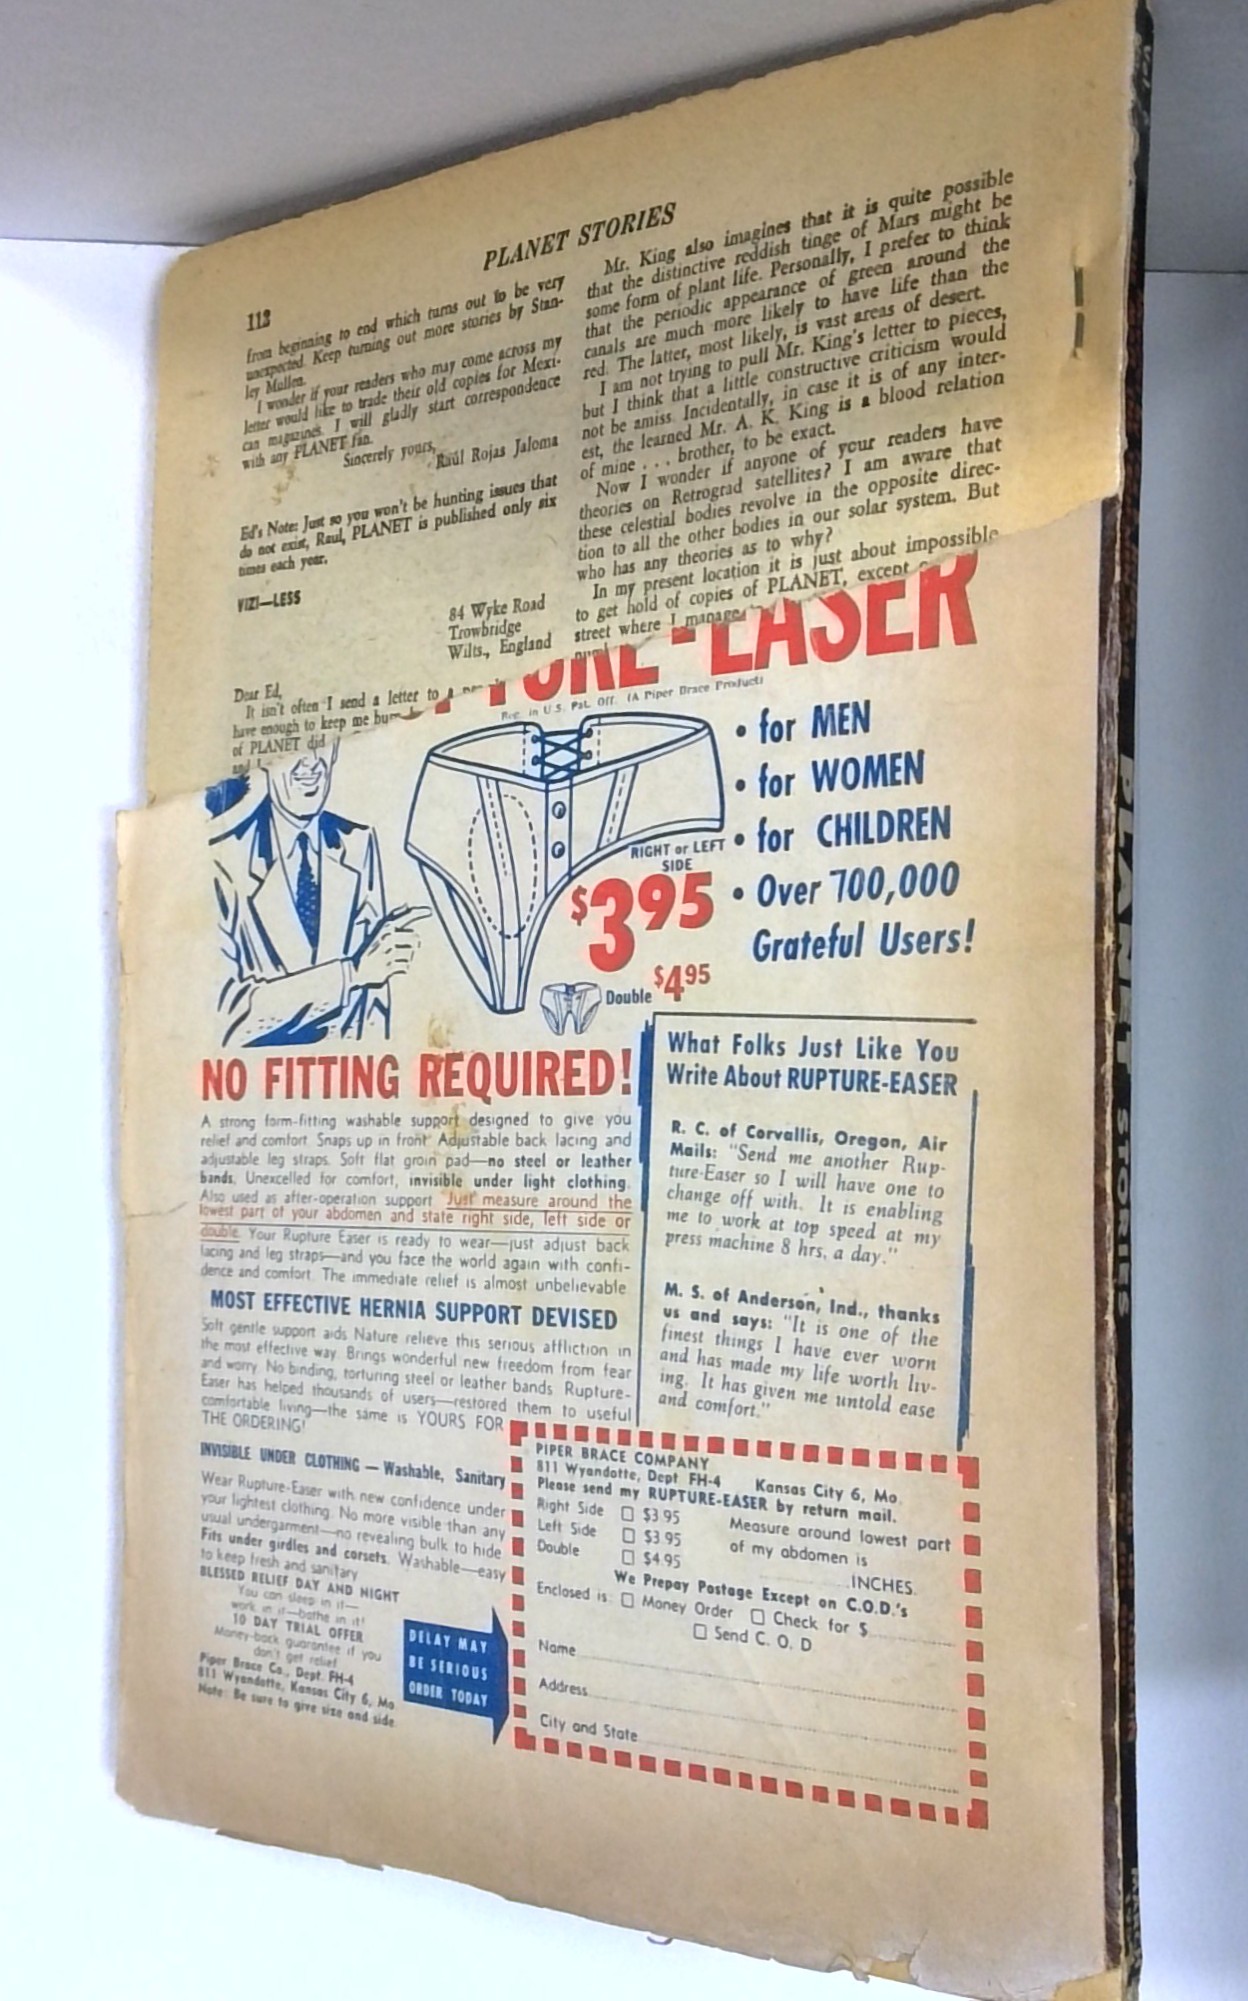 PLANET STORIES
113
from beginning to end which turns out to be very
unexpected. Keep turning out more stories by Stan-
ley Mullen.
I wonder if your readers who may come across my
letter would like to trade their old copies for Mexi-
can magazines. I will gladly start correspondence
with any PLANET fan.
Sincerely yours,
Raúl Rojas Jaloma
Ed's Note: Just so you won't be hunting issues that
do not exist, Raul, PLANET is published only six
times each year.
VIZI—LESS
84 Wyke Road
Trowbridge
Wilts., England
Dear Ed,
It isn't often I send a letter to a
have enough to keep me
of PLANET did
Mr. King also imagines that it is quite possible
that the distinctive reddish tinge of Mars might be
some form of plant life. Personally, I prefer to think
that the periodic appearance of green around the
canals are much more likely to have life than the
red. The latter, most likely, is vast areas of desert.
I am not trying to pull Mr. King's letter to pieces,
but I think that a little constructive criticism would
not be amiss. Incidentally, in case it is of any inter-
est, the learned Mr. A. K. King is a blood relation
of mine . . . brother, to be exact.
Now I wonder if anyone of your readers have
theories on Retrograd satellites? I am aware that
these celestial bodies revolve in the opposite direc-
tion to all the other bodies in our solar system. But
who has any theories as to why?
In my present location it is just about impossible
to get hold of copies of PLANET, except
street where I manage
TURE-EASER
Reg. in U.S. Pat. Off. (A Piper Brace Product)
• for MEN
• for WOMEN
• for CHILDREN
• Over 700,000
Grateful Users!
RIGHT or LEFT
SIDE
$3.95
Double $4.95
NO FITTING REQUIRED!
A strong form-fitting washable support designed to give you
relief and comfort. Snaps up in front. Adjustable back lacing and
adjustable leg straps. Soft flat groin pad—no steel or leather
bands. Unexcelled for comfort, invisible under light clothing.
Also used as after-operation support. Just measure around the
lowest part of your abdomen and state right side, left side or
double. Your Rupture Easer is ready to wear—just adjust back
lacing and leg straps—and you face the world again with confi-
dence and comfort. The immediate relief is almost unbelievable
MOST EFFECTIVE HERNIA SUPPORT DEVISED
Soft gentle support aids Nature relieve this serious affliction in
the most effective way. Brings wonderful new freedom from fear
and worry. No binding, torturing steel or leather bands. Rupture-
Easer has helped thousands of users—restored them to useful
comfortable living—the same is YOURS FOR
THE ORDERING!
INVISIBLE UNDER CLOTHING — Washable, Sanitary
Wear Rupture-Easer with new confidence under
your lightest clothing. No more visible than any
usual undergarment—no revealing bulk to hide
Fits under girdles and corsets. Washable—easy
to keep fresh and sanitary
BLESSED RELIEF DAY AND NIGHT
You can sleep in it—
work in it—bathe in it!
10 DAY TRIAL OFFER
Money-back guarantee if you
don't get relief
Piper Brace Co., Dept. FH-4
811 Wyandotte, Kansas City 6, Mo
Note: Be sure to give size and side
DELAY MAY
BE SERIOUS
ORDER TODAY
What Folks Just Like You
Write About RUPTURE-EASER
R. C. of Corvallis, Oregon, Air
Mails: "Send me another Rup-
ture-Easer so I will have one to
change off with. It is enabling
me to work at top speed at my
press machine 8 hrs. a day."
M. S. of Anderson, Ind., thanks
us and says: "It is one of the
finest things I have ever worn
and has made my life worth liv-
ing. It has given me untold ease
and comfort."
PIPER BRACE COMPANY
811 Wyandotte, Dept. FH-4 Kansas City 6, Mo.
Please send my RUPTURE-EASER by return mail.
Right Side □ $3.95
Left Side □ $3.95
Double □ $4.95
Measure around lowest part
of my abdomen is
INCHES.
We Prepay Postage Except on C.O.D.'s
Enclosed is: □ Money Order □ Check for $
□ Send C. O. D
Name
Address
City and State
PLANET STORIES